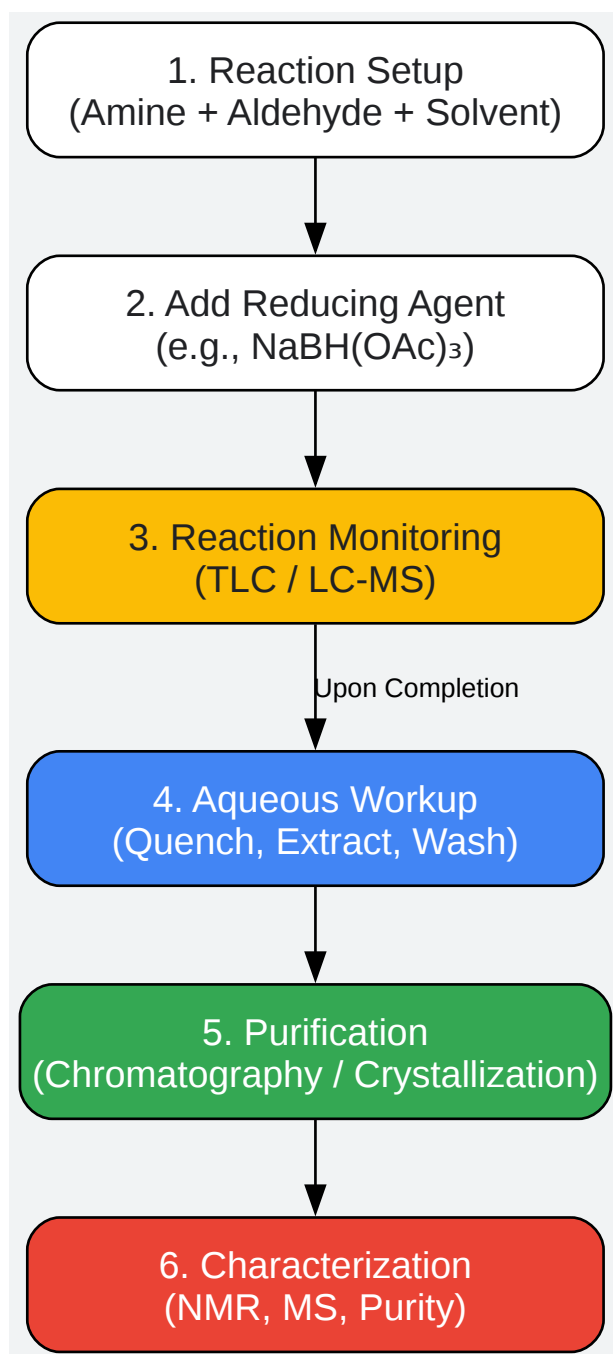 1. Reaction Setup
(Amine + Aldehyde + Solvent)
2. Add Reducing Agent
(e.g., NaBH(OAc)₃)
3. Reaction Monitoring
(TLC / LC-MS)
Upon Completion
4. Aqueous Workup
(Quench, Extract, Wash)
5. Purification
(Chromatography / Crystallization)
6. Characterization
(NMR, MS, Purity)